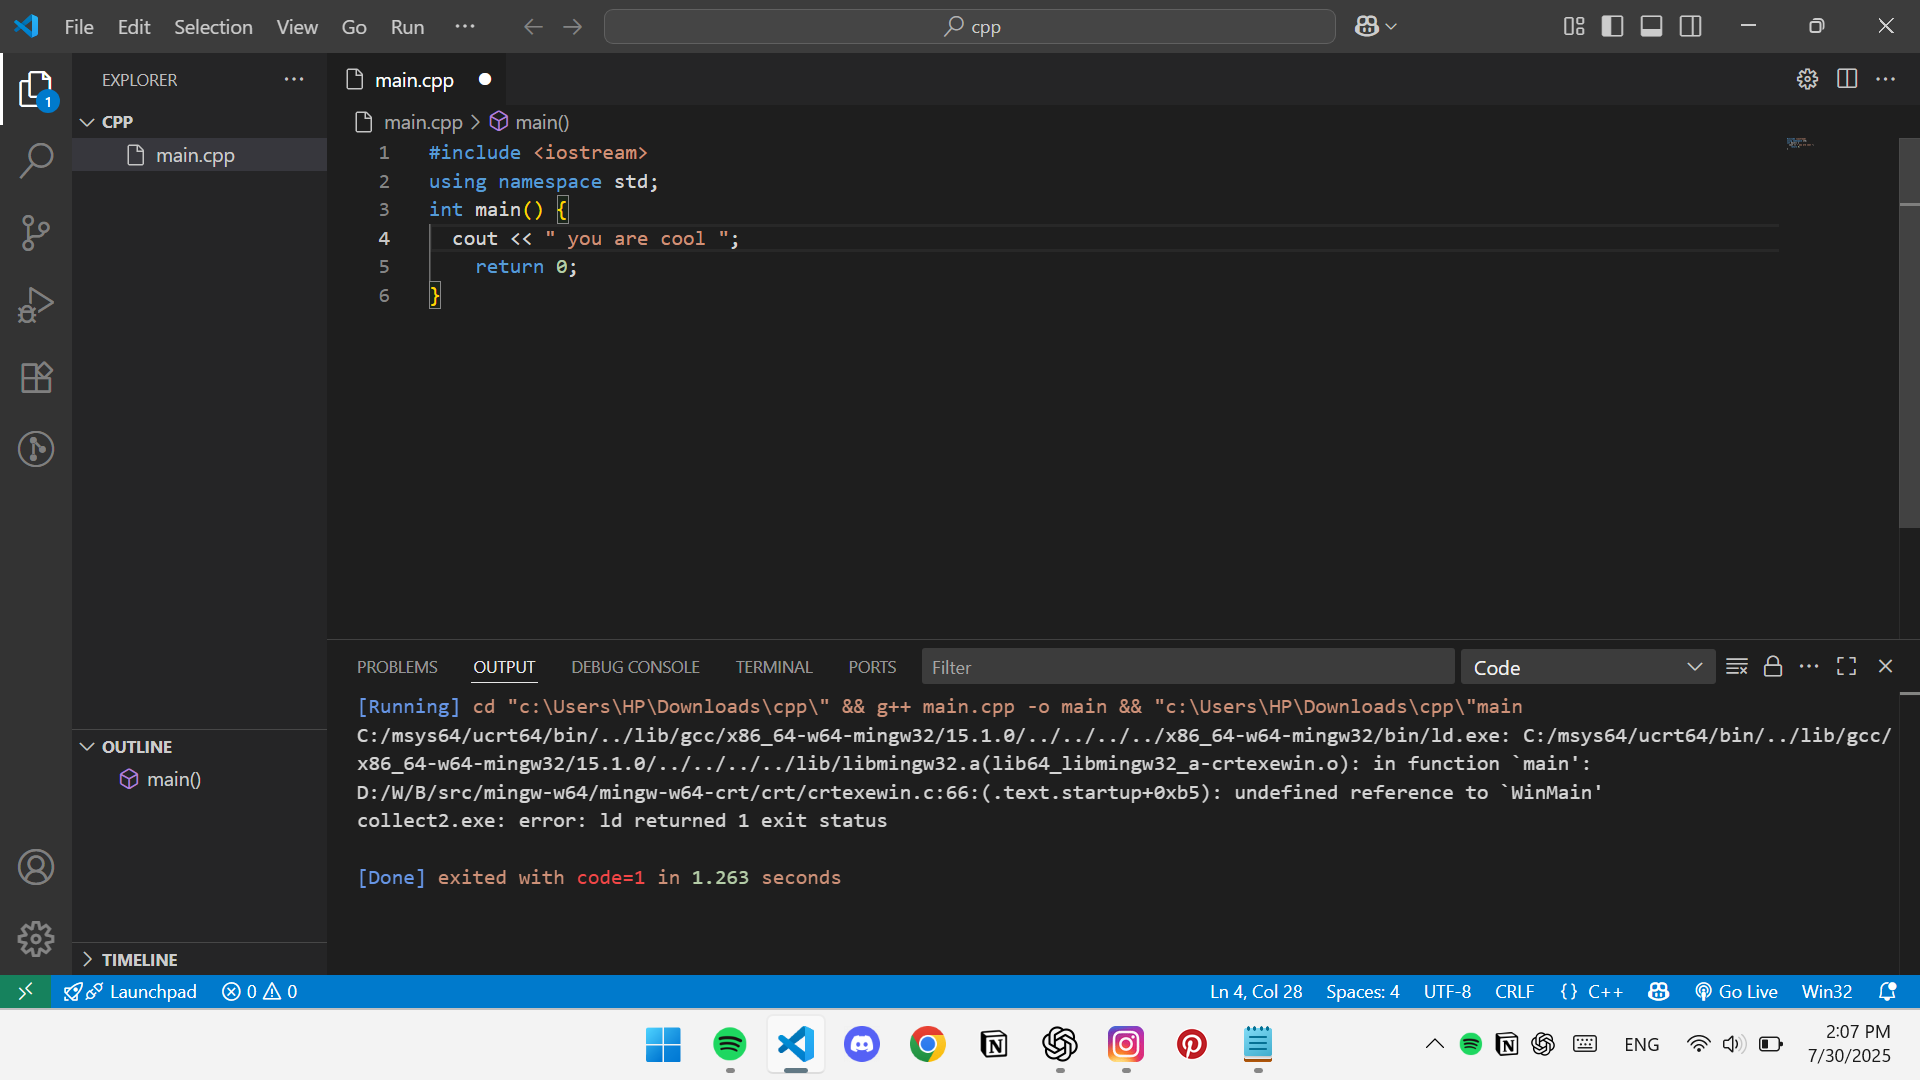 File Edit Selection View Go Run ··· cpp
EXPLORER ···
1
CPP
main.cpp
main.cpp
main.cpp > main()
1 #include <iostream>
2 using namespace std;
3 int main() {
4 cout << " you are cool ";
5 return 0;
6 }
OUTLINE
main()
TIMELINE
PROBLEMS OUTPUT DEBUG CONSOLE TERMINAL PORTS Filter Code
[Running] cd "c:\Users\HP\Downloads\cpp\" && g++ main.cpp -o main && "c:\Users\HP\Downloads\cpp\"main
C:/msys64/ucrt64/bin/../lib/gcc/x86_64-w64-mingw32/15.1.0/../../../../x86_64-w64-mingw32/bin/ld.exe: C:/msys64/ucrt64/bin/../lib/gcc/
x86_64-w64-mingw32/15.1.0/../../../../lib/libmingw32.a(lib64_libmingw32_a-crtexewin.o): in function `main':
D:/W/B/src/mingw-w64/mingw-w64-crt/crt/crtexewin.c:66:(.text.startup+0xb5): undefined reference to `WinMain'
collect2.exe: error: ld returned 1 exit status
[Done] exited with code=1 in 1.263 seconds
Launchpad 0 0 Ln 4, Col 28 Spaces: 4 UTF-8 CRLF {} C++ Go Live Win32
ENG
2:07 PM
7/30/2025